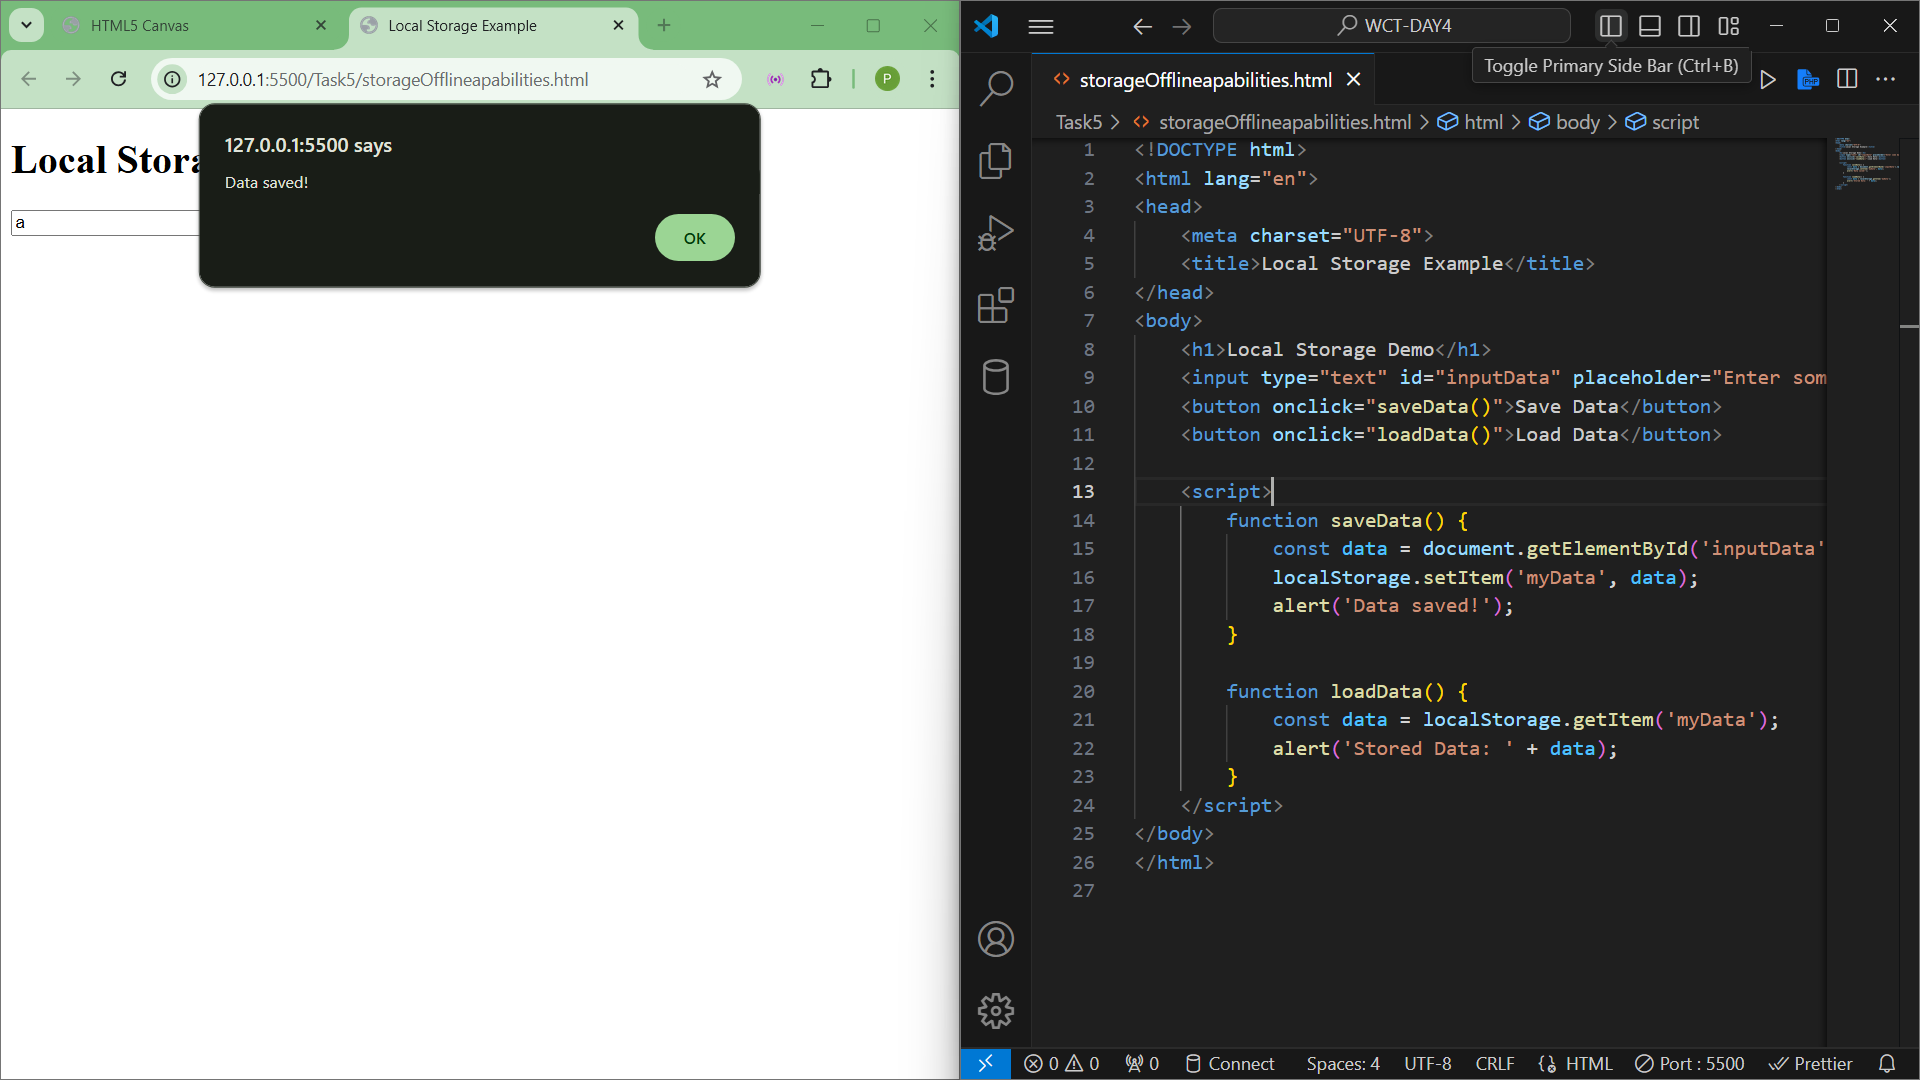 HTML5 Canvas
Local Storage Example
127.0.0.1:5500/Task5/storageOfflineapabilities.html
P
Local Stora
a
127.0.0.1:5500 says
Data saved!
OK
WCT-DAY4
storageOfflineapabilities.html
Toggle Primary Side Bar (Ctrl+B)
Task5 > storageOfflineapabilities.html > html > body > script
1 <!DOCTYPE html>
2 <html lang="en">
3 <head>
4 <meta charset="UTF-8">
5 <title>Local Storage Example</title>
6 </head>
7 <body>
8 <h1>Local Storage Demo</h1>
9 <input type="text" id="inputData" placeholder="Enter som
10 <button onclick="saveData()">Save Data</button>
11 <button onclick="loadData()">Load Data</button>
12
13 <script>
14 function saveData() {
15 const data = document.getElementById('inputData'
16 localStorage.setItem('myData', data);
17 alert('Data saved!');
18 }
19
20 function loadData() {
21 const data = localStorage.getItem('myData');
22 alert('Stored Data: ' + data);
23 }
24 </script>
25 </body>
26 </html>
27
0 0 0 Connect Spaces: 4 UTF-8 CRLF HTML Port : 5500 Prettier